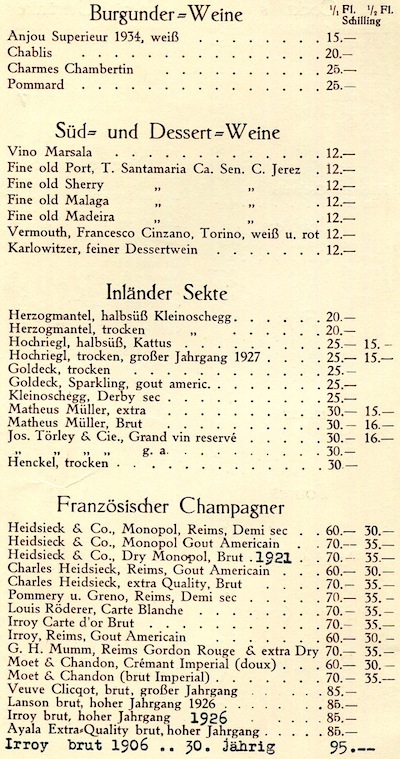 Burgunder=Weine
1/1 Fl. 1/2 Fl.
Schilling
Anjou Superieur 1934, weiß . . . . . . . . 15.—
Chablis . . . . . . . . . . . . . . 20.—
Charmes Chambertin . . . . . . . . . . 25.—
Pommard . . . . . . . . . . . . . 25.—
Süd= und Dessert=Weine
Vino Marsala . . . . . . . . . . . . 12.—
Fine old Port, T. Santamaria Ca. Sen. C. Jerez . 12.—
Fine old Sherry „ „ . . . 12.—
Fine old Malaga „ „ . . . 12.—
Fine old Madeira „ „ . . . 12.—
Vermouth, Francesco Cinzano, Torino, weiß u. rot 12.—
Karlowitzer, feiner Dessertwein . . . . . . . 12.—
Inländer Sekte
Herzogmantel, halbsüß Kleinoschegg. . . . . . 20.—
Herzogmantel, trocken „ . . . . . . 20.—
Hochriegl, halbsüß, Kattus . . . . . . . . 25.— 15.-
Hochriegl, trocken, großer Jahrgang 1927 . . . . 25.— 15.—
Goldeck, trocken . . . . . . . . . . . 25.—
Goldeck, Sparkling, gout americ. . . . . . . 25.—
Kleinoschegg, Derby sec . . . . . . . . . 25.—
Matheus Müller, extra . . . . . . . . . 30.— 15.—
Matheus Müller, Brut . . . . . . . . . 30.— 16.—
Jos. Törley & Cie., Grand vin reservé . . . . . 30.— 16.—
„ „ „ „ g. a. . . . . . . . 30.—
Henckel, trocken . . . . . . . . . . . 30.—
Französischer Champagner
Heidsieck & Co., Monopol, Reims, Demi sec . . 60.— 30.—
Heidsieck & Co., Monopol Gout Americain . . 70.— 35.—
Heidsieck & Co., Dry Monopol, Brut . 1921 . . 70.— 35.—
Charles Heidsieck, Reims, Gout Americain . . . 60.— 30.—
Charles Heidsieck, extra Quality, Brut . . . . 70.— 35.—
Pommery u. Greno, Reims, Demi sec . . . . . 70.— 35.—
Louis Röderer, Carte Blanche . . . . . . . 70.— 35.—
Irroy Carte d'or Brut . . . . . . . . . 70.— 35.—
Irroy, Reims, Gout Americain . . . . . . . 60.— 30.—
G. H. Mumm, Reims Gordon Rouge & extra Dry 70.— 35.—
Moet & Chandon, Crémant Imperial (doux) . . . 60.— 30.—
Moet & Chandon (brut Imperial) . . . . . . 70.— 35.—
Veuve Clicqot, brut, großer Jahrgang . . . . . 85.—
Lanson brut, hoher Jahrgang 1926 . . . . . . 85.—
Irroy brut, hoher Jahrgang 1926 . . . . . 85.—
Ayala Extra=Quality brut, hoher Jahrgang . . . . 85.—
Irroy brut 1906 .. 30. jährig 95.--